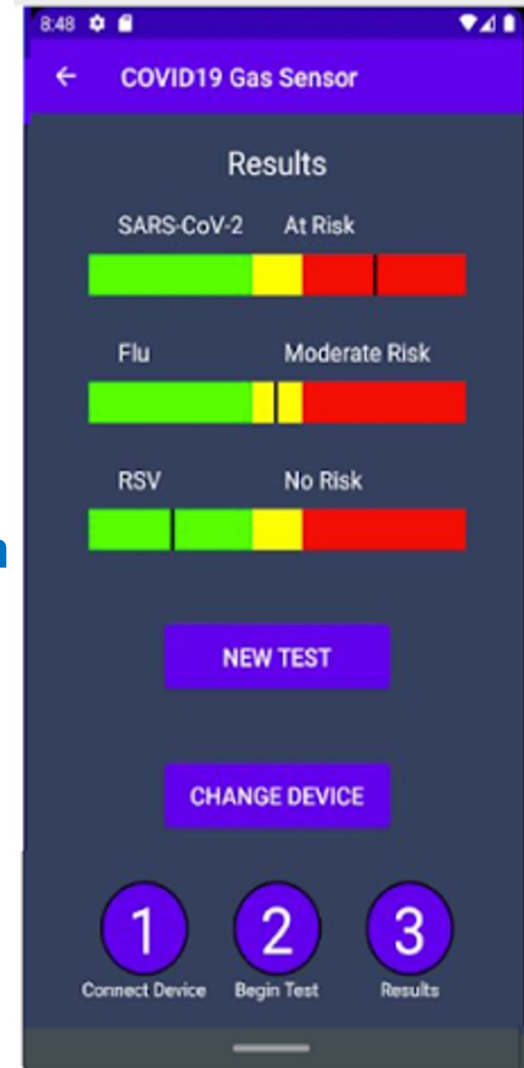 8:48
COVID19 Gas Sensor
Results
SARS-CoV-2 At Risk
Flu Moderate Risk
RSV No Risk
n
NEW TEST
CHANGE DEVICE
1 2 3
Connect Device Begin Test Results